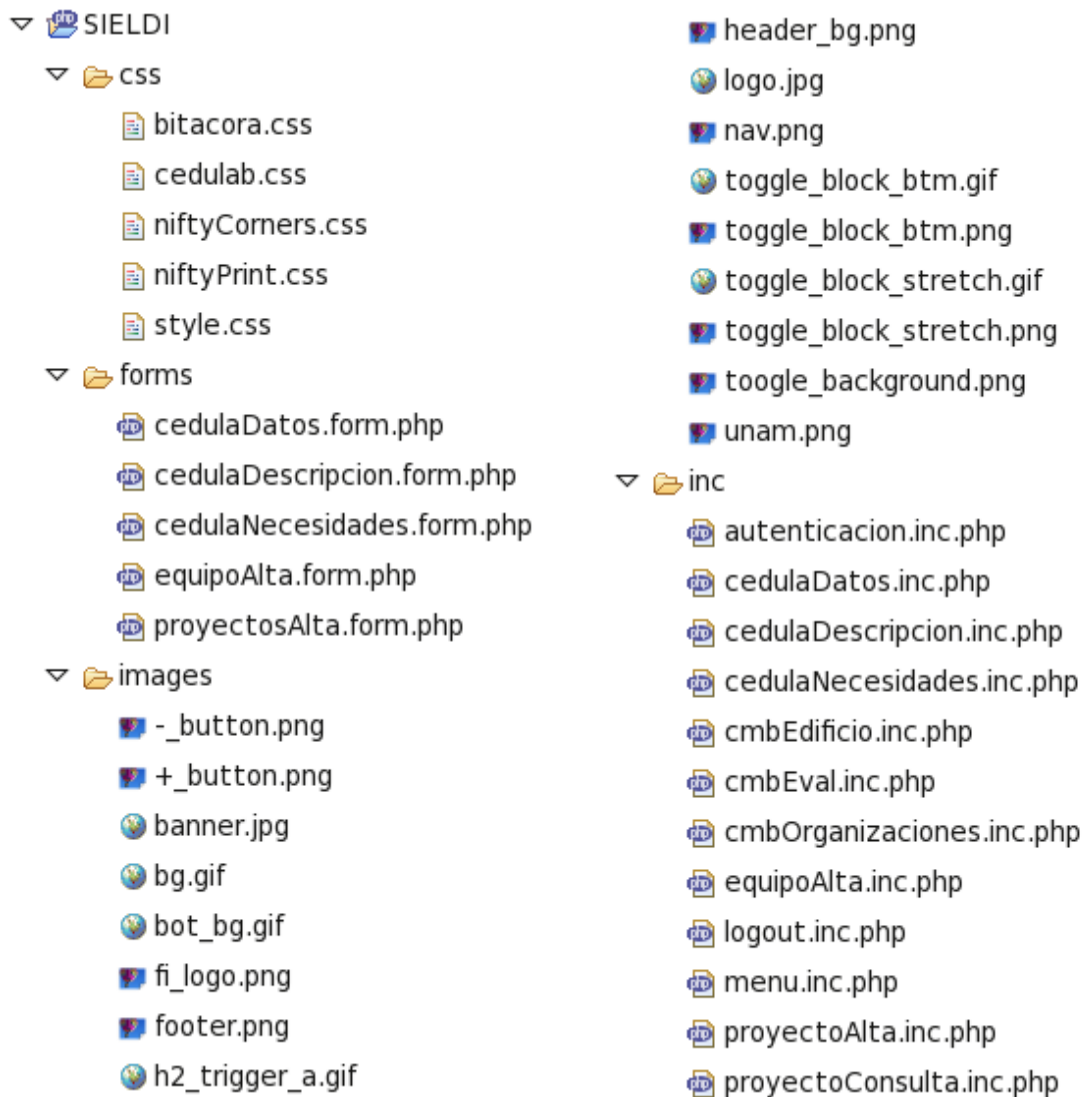 SIELDI
css
bitacora.css
cedulab.css
niftyCorners.css
niftyPrint.css
style.css
forms
cedulaDatos.form.php
cedulaDescripcion.form.php
cedulaNecesidades.form.php
equipoAlta.form.php
proyectosAlta.form.php
images
-_button.png
+_button.png
banner.jpg
bg.gif
bot_bg.gif
fi_logo.png
footer.png
h2_trigger_a.gif
header_bg.png
logo.jpg
nav.png
toggle_block_btm.gif
toggle_block_btm.png
toggle_block_stretch.gif
toggle_block_stretch.png
toogle_background.png
unam.png
inc
autenticacion.inc.php
cedulaDatos.inc.php
cedulaDescripcion.inc.php
cedulaNecesidades.inc.php
cmbEdificio.inc.php
cmbEval.inc.php
cmbOrganizaciones.inc.php
equipoAlta.inc.php
logout.inc.php
menu.inc.php
proyectoAlta.inc.php
proyectoConsulta.inc.php